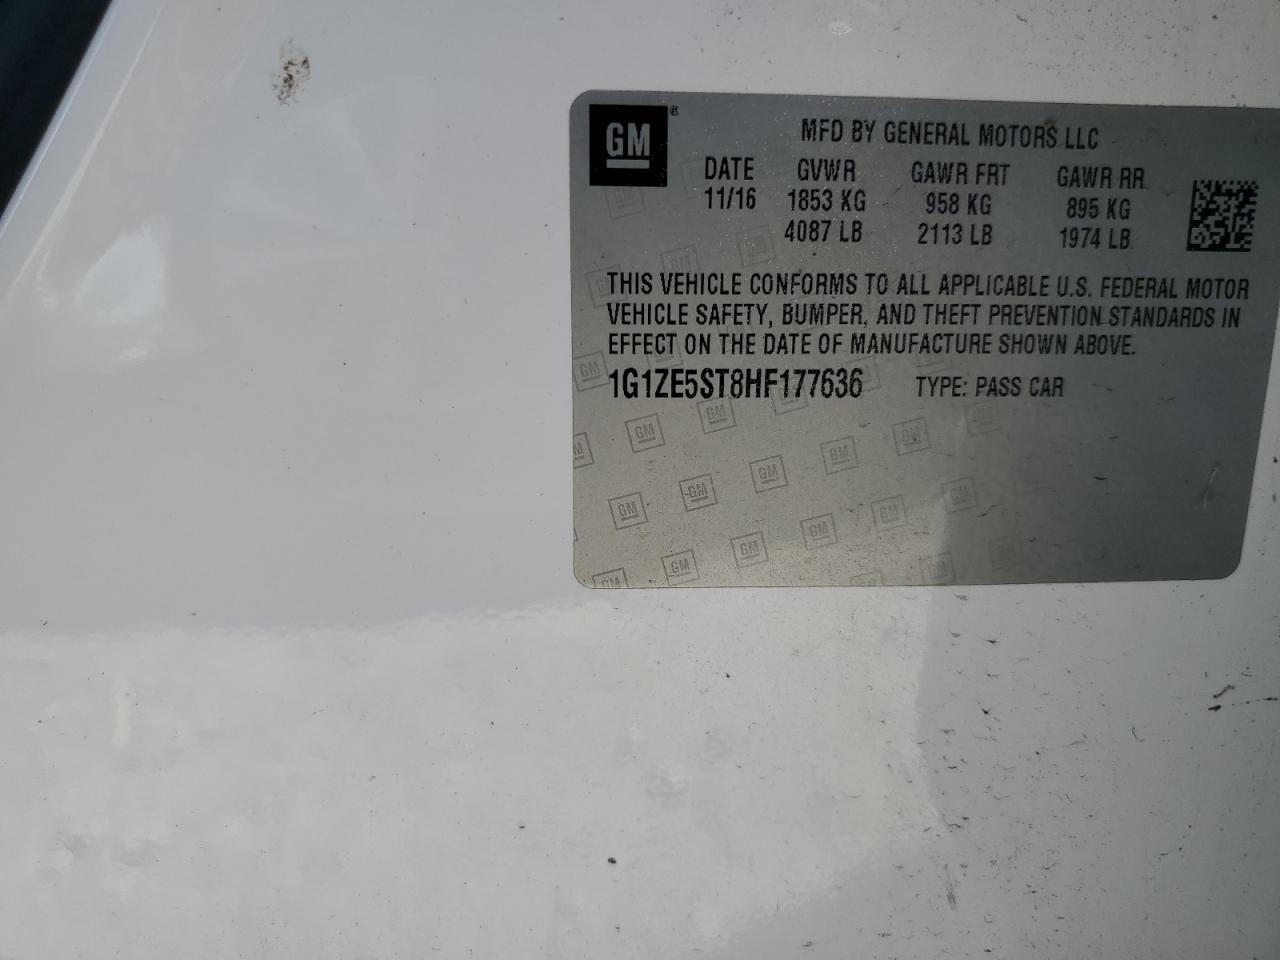 GM ® MFD BY GENERAL MOTORS LLC
DATE GVWR GAWR FRT GAWR RR
11/16 1853 KG 958 KG 895 KG
4087 LB 2113 LB 1974 LB
THIS VEHICLE CONFORMS TO ALL APPLICABLE U.S. FEDERAL MOTOR
VEHICLE SAFETY, BUMPER, AND THEFT PREVENTION STANDARDS IN
EFFECT ON THE DATE OF MANUFACTURE SHOWN ABOVE.
1G1ZE5ST8HF177636 TYPE: PASS CAR